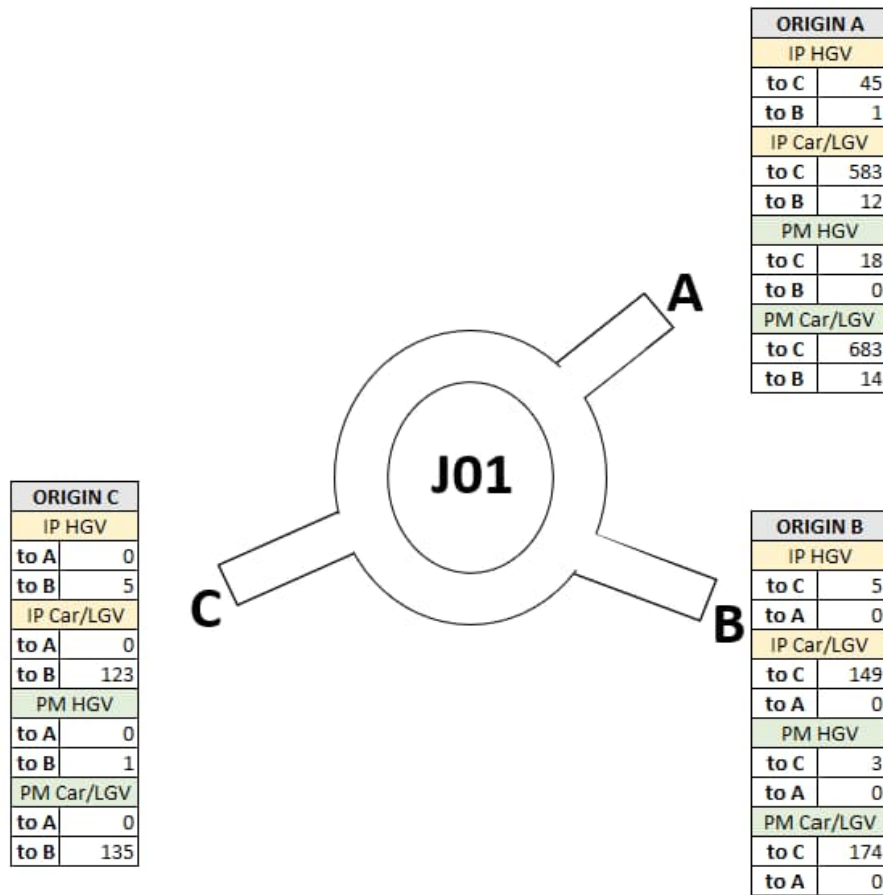 ORIGIN A
IP HGV
to C 45
to B 1
IP Car/LGV
to C 583
to B 12
PM HGV
to C 18
to B 0
PM Car/LGV
to C 683
to B 14
A
J01
C
B
ORIGIN C
IP HGV
to A 0
to B 5
IP Car/LGV
to A 0
to B 123
PM HGV
to A 0
to B 1
PM Car/LGV
to A 0
to B 135
ORIGIN B
IP HGV
to C 5
to A 0
IP Car/LGV
to C 149
to A 0
PM HGV
to C 3
to A 0
PM Car/LGV
to C 174
to A 0